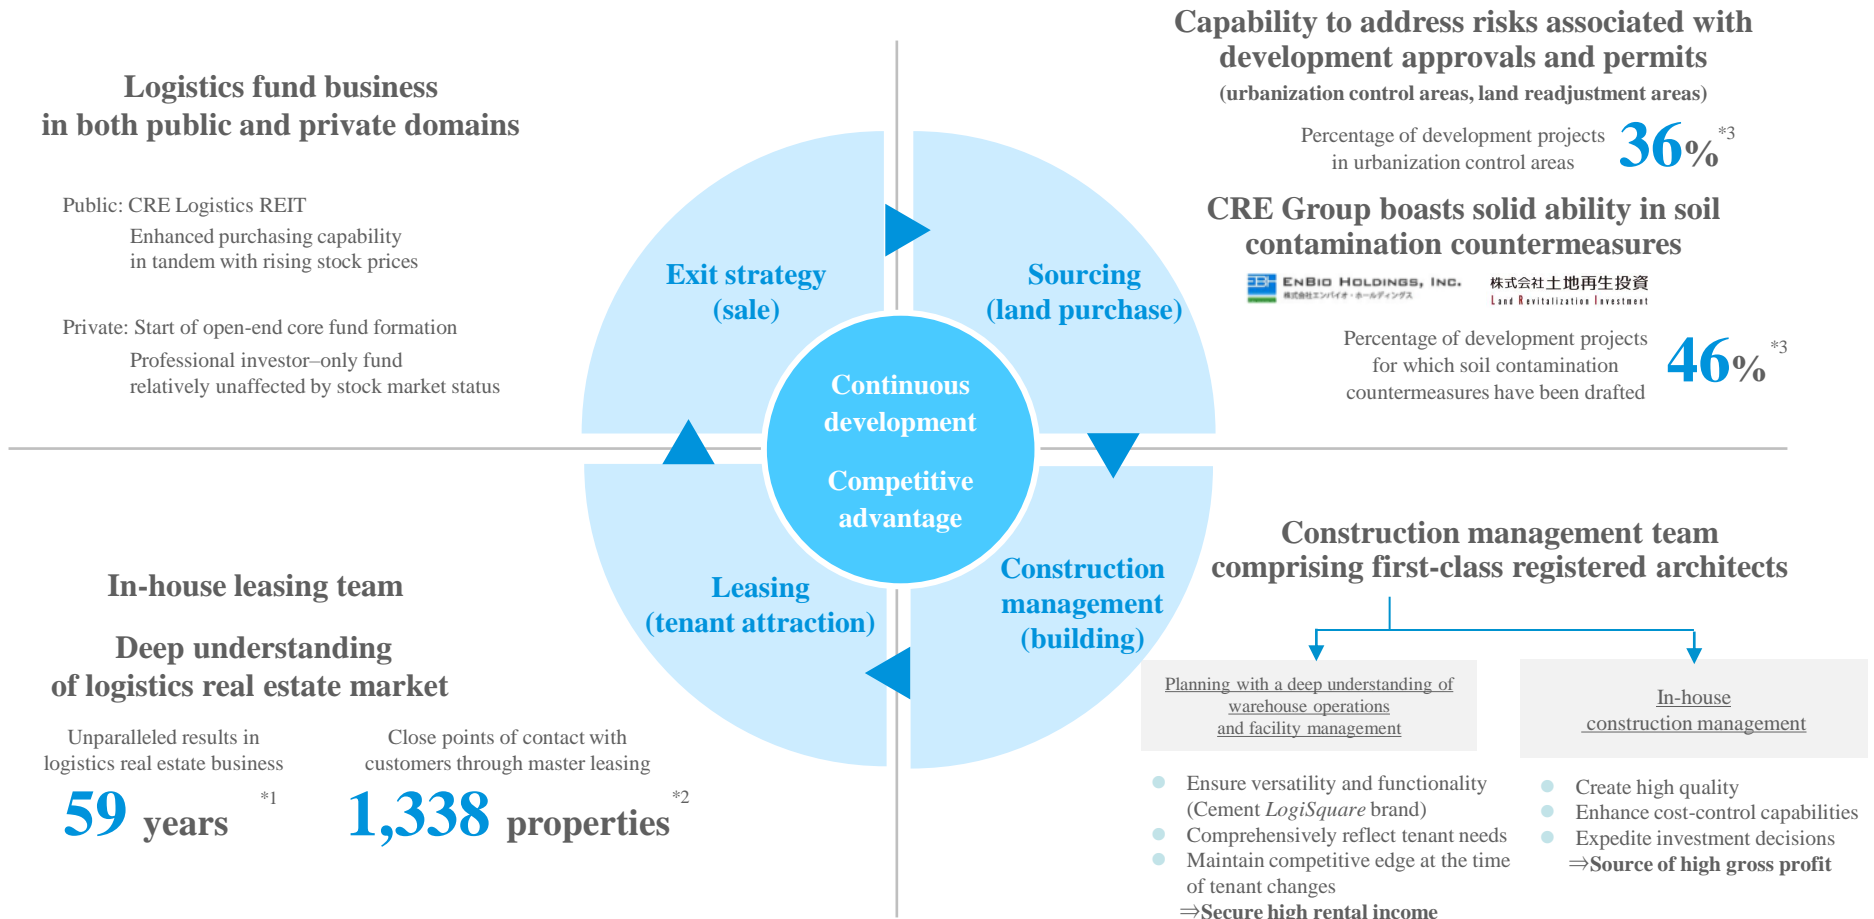 Logistics fund business
in both public and private domains
Public: CRE Logistics REIT
Enhanced purchasing capability
in tandem with rising stock prices
Private: Start of open-end core fund formation
Professional investor–only fund
relatively unaffected by stock market status
Capability to address risks associated with
development approvals and permits
(urbanization control areas, land readjustment areas)
Percentage of development projects
in urbanization control areas
36% *3
CRE Group boasts solid ability in soil
contamination countermeasures
EBH ENBIO HOLDINGS, INC.
株式会社エンバイオ・ホールディングス
株式会社土地再生投資
Land Revitalization Investment
Percentage of development projects
for which soil contamination
countermeasures have been drafted
46% *3
Exit strategy
(sale)
Sourcing
(land purchase)
Continuous
development
Competitive
advantage
Leasing
(tenant attraction)
Construction
management
(building)
In-house leasing team
Deep understanding
of logistics real estate market
Unparalleled results in
logistics real estate business
59 years *1
Close points of contact with
customers through master leasing
1,338 properties *2
Construction management team
comprising first-class registered architects
Planning with a deep understanding of
warehouse operations
and facility management
Ensure versatility and functionality
(Cement LogiSquare brand)
Comprehensively reflect tenant needs
Maintain competitive edge at the time
of tenant changes
⇒Secure high rental income
In-house
construction management
Create high quality
Enhance cost-control capabilities
Expedite investment decisions
⇒Source of high gross profit